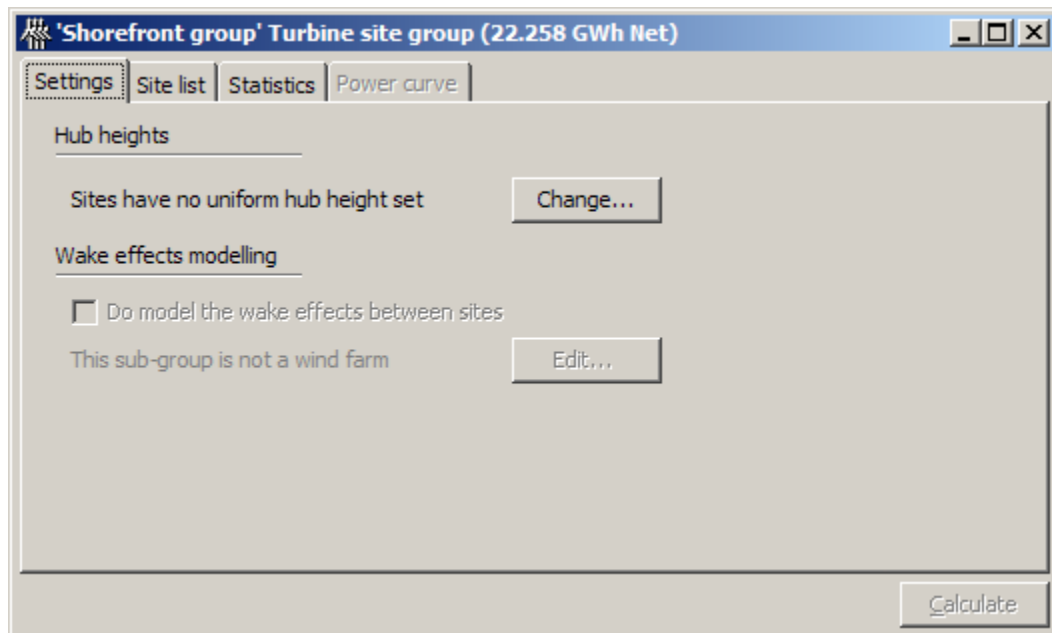 'Shorefront group' Turbine site group (22.258 GWh Net)
Settings Site list Statistics Power curve
Hub heights
Sites have no uniform hub height set Change...
Wake effects modelling
Do model the wake effects between sites
This sub-group is not a wind farm Edit...
Calculate